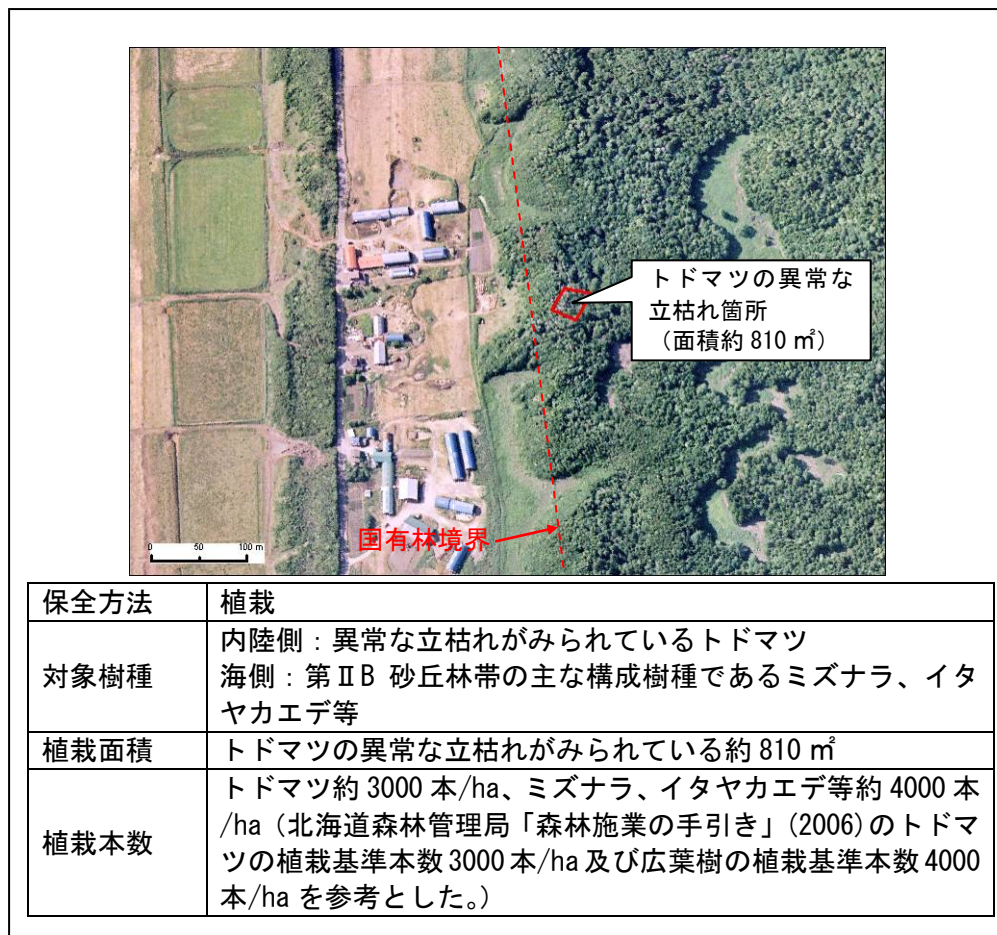 トドマツの異常な
立枯れ箇所
（面積約 810 ㎡）
国有林境界
0 50 100 m
保全方法 植栽
対象樹種 内陸側：異常な立枯れがみられているトドマツ
海側：第ⅡB 砂丘林帯の主な構成樹種であるミズナラ、イタ
ヤカエデ等
植栽面積 トドマツの異常な立枯れがみられている約 810 ㎡
植栽本数 トドマツ約 3000 本/ha、ミズナラ、イタヤカエデ等約 4000 本
/ha（北海道森林管理局「森林施業の手引き」(2006)のトドマ
ツの植栽基準本数 3000 本/ha 及び広葉樹の植栽基準本数 4000
本/ha を参考とした。）